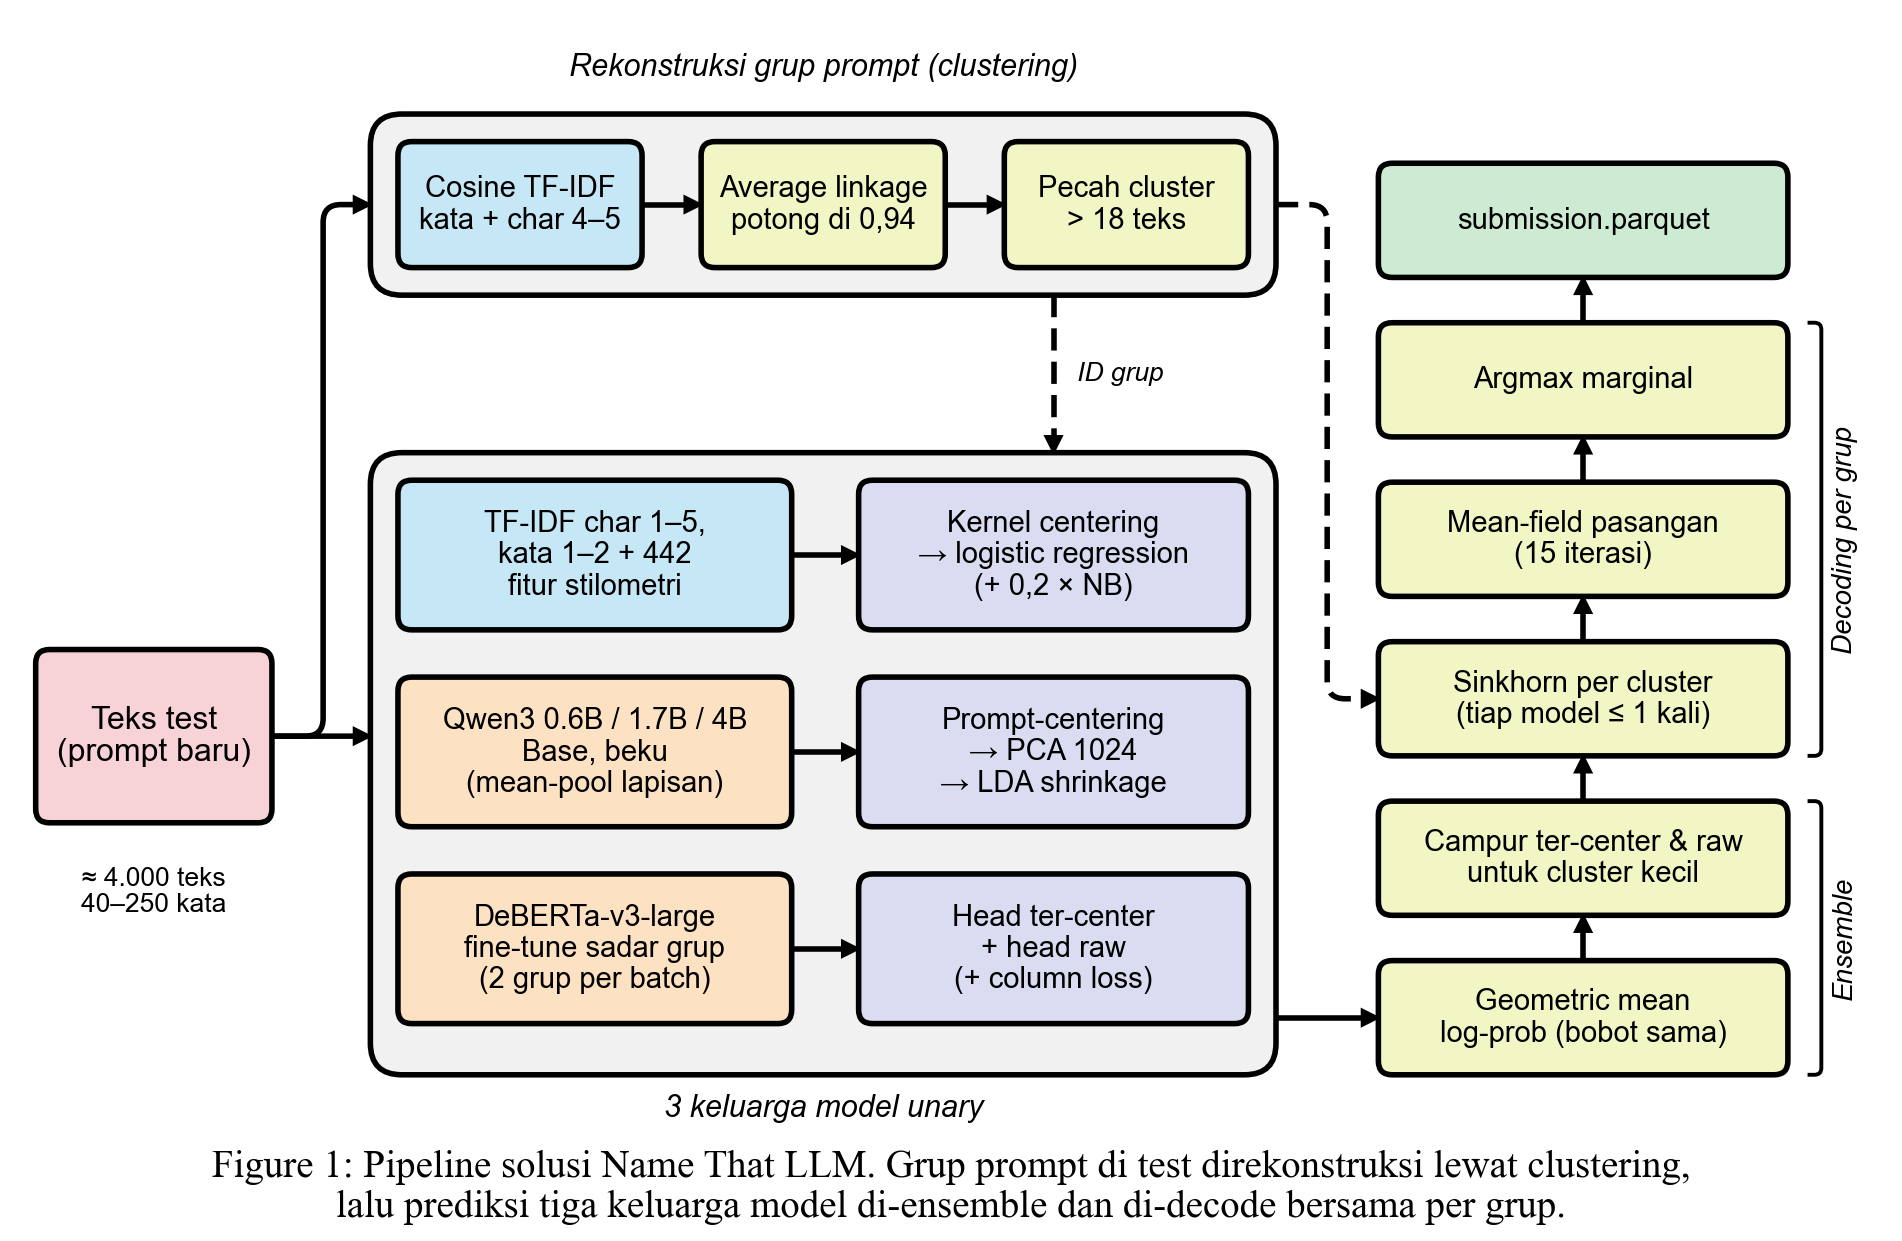 Rekonstruksi grup prompt (clustering)
Cosine TF-IDF
kata + char 4–5
Average linkage
potong di 0,94
Pecah cluster
> 18 teks
ID grup
Teks test
(prompt baru)
≈ 4.000 teks
40–250 kata
TF-IDF char 1–5,
kata 1–2 + 442
fitur stilometri
Kernel centering
→ logistic regression
(+ 0,2 × NB)
Qwen3 0.6B / 1.7B / 4B
Base, beku
(mean-pool lapisan)
Prompt-centering
→ PCA 1024
→ LDA shrinkage
DeBERTa-v3-large
fine-tune sadar grup
(2 grup per batch)
Head ter-center
+ head raw
(+ column loss)
3 keluarga model unary
submission.parquet
Argmax marginal
Mean-field pasangan
(15 iterasi)
Sinkhorn per cluster
(tiap model ≤ 1 kali)
Decoding per grup
Campur ter-center & raw
untuk cluster kecil
Geometric mean
log-prob (bobot sama)
Ensemble
Figure 1: Pipeline solusi Name That LLM. Grup prompt di test direkonstruksi lewat clustering,
lalu prediksi tiga keluarga model di-ensemble dan di-decode bersama per grup.